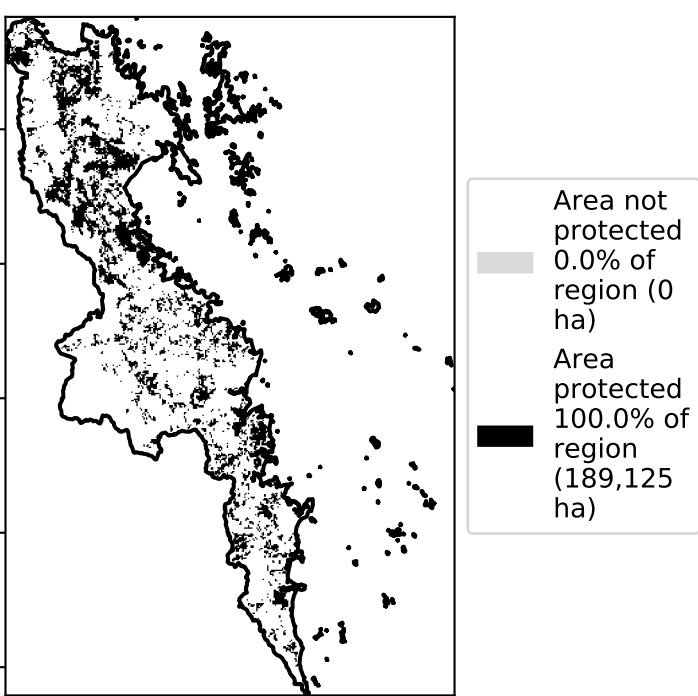 Area not
protected
0.0% of
region (0
ha)
Area
protected
100.0% of
region
(189,125
ha)